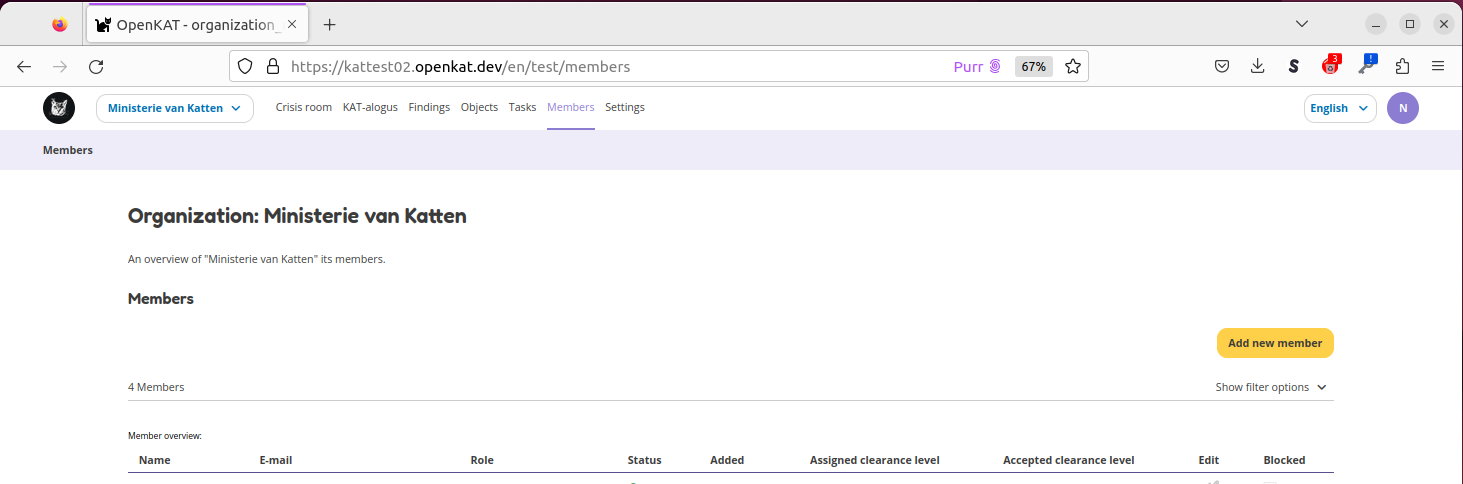 OpenKAT - organization_
https://kattest02.openkat.dev/en/test/members
Purr
67%
3
!
Ministerie van Katten
Crisis room
KAT-alogus
Findings
Objects
Tasks
Members
Settings
English
N
Members
Organization: Ministerie van Katten
An overview of "Ministerie van Katten" its members.
Members
Add new member
4 Members
Show filter options
Member overview:
Name
E-mail
Role
Status
Added
Assigned clearance level
Accepted clearance level
Edit
Blocked